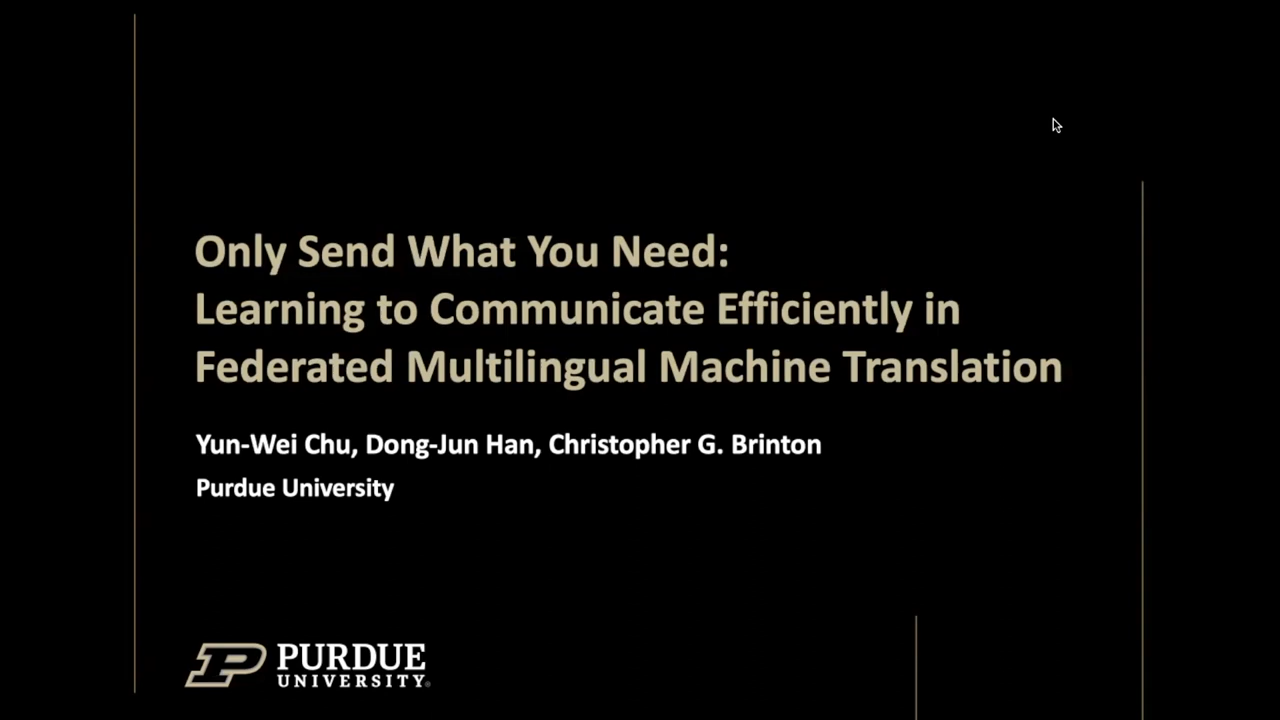 Only Send What You Need:
Learning to Communicate Efficiently in
Federated Multilingual Machine Translation
Yun-Wei Chu, Dong-Jun Han, Christopher G. Brinton
Purdue University
PURDUE
UNIVERSITY®